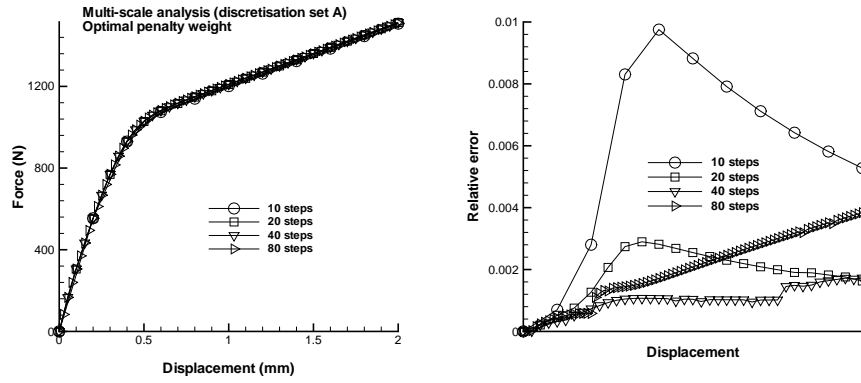 Multi-scale analysis (discretisation set A)
Optimal penalty weight
1200
800
400
0
Force (N)
10 steps
20 steps
40 steps
80 steps
0
0.5
1
1.5
2
Displacement (mm)
0.01
0.008
0.006
0.004
0.002
0
Relative error
10 steps
20 steps
40 steps
80 steps
Displacement